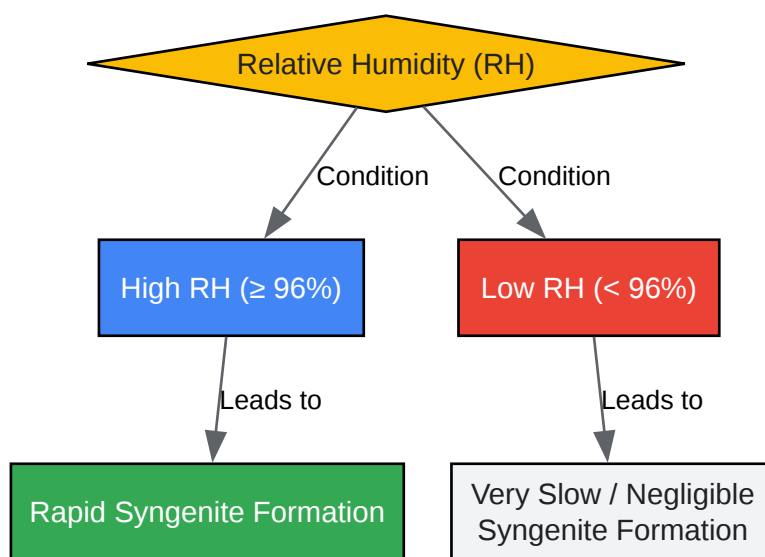 Relative Humidity (RH)
Condition
Condition
High RH (≥ 96%)
Low RH (< 96%)
Leads to
Leads to
Rapid Syngenite Formation
Very Slow / Negligible
Syngenite Formation